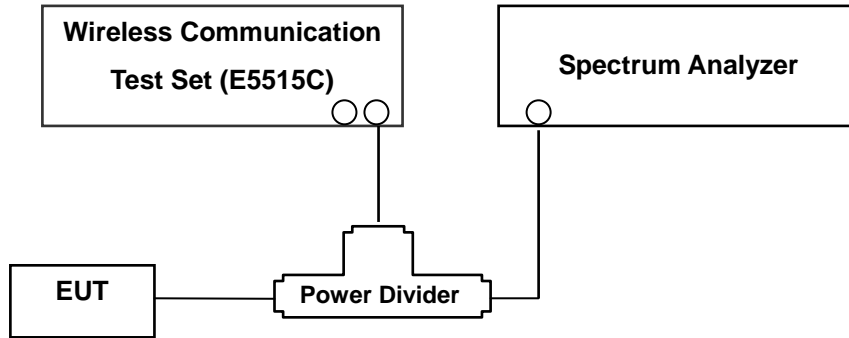 Wireless Communication
Test Set (E5515C)
Spectrum Analyzer
EUT
Power Divider